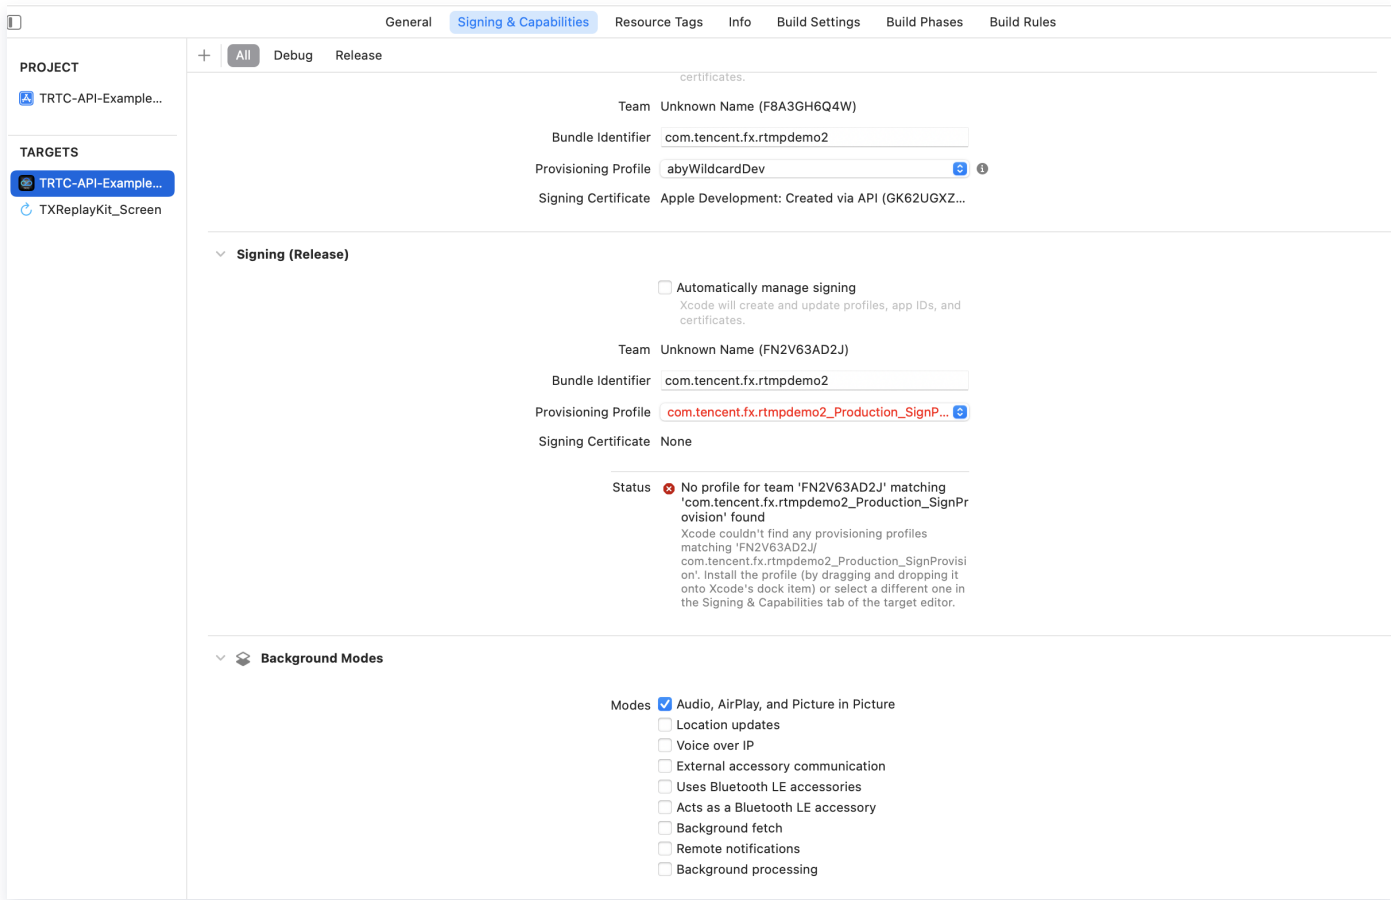 General Signing & Capabilities Resource Tags Info Build Settings Build Phases Build Rules
All Debug Release
PROJECT
TRTC-API-Example...
TARGETS
TRTC-API-Example...
TXReplayKit_Screen
certificates.
Team Unknown Name (F8A3GH6Q4W)
Bundle Identifier com.tencent.fx.rtmpdemo2
Provisioning Profile abyWildcardDev
Signing Certificate Apple Development: Created via API (GK62UGXZ...
Signing (Release)
Automatically manage signing
Xcode will create and update profiles, app IDs, and
certificates.
Team Unknown Name (FN2V63AD2J)
Bundle Identifier com.tencent.fx.rtmpdemo2
Provisioning Profile com.tencent.fx.rtmpdemo2_Production_SignP...
Signing Certificate None
Status No profile for team 'FN2V63AD2J' matching
'com.tencent.fx.rtmpdemo2_Production_SignPr
ovision' found
Xcode couldn't find any provisioning profiles
matching 'FN2V63AD2J/
com.tencent.fx.rtmpdemo2_Production_SignProvisi
on'. Install the profile (by dragging and dropping it
onto Xcode's dock item) or select a different one in
the Signing & Capabilities tab of the target editor.
Background Modes
Modes Audio, AirPlay, and Picture in Picture
Location updates
Voice over IP
External accessory communication
Uses Bluetooth LE accessories
Acts as a Bluetooth LE accessory
Background fetch
Remote notifications
Background processing